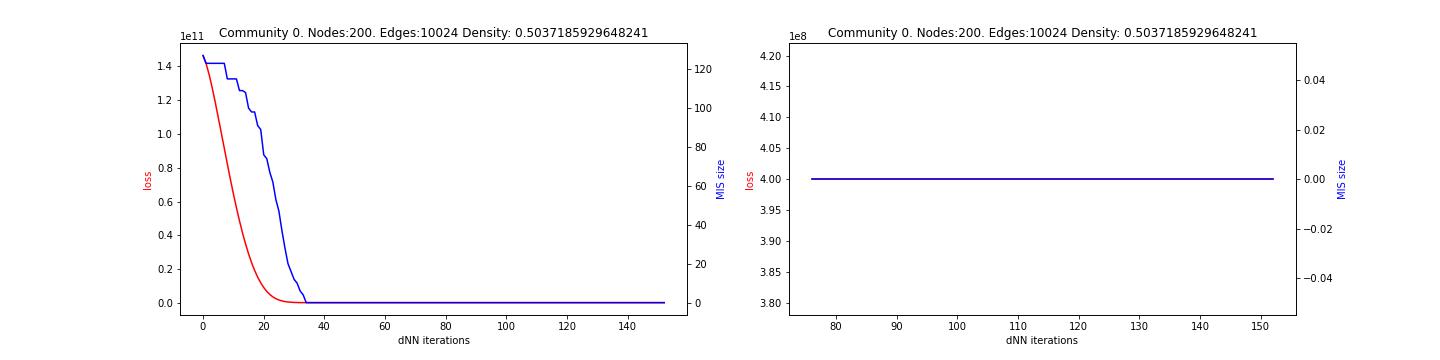 Community 0. Nodes:200. Edges:10024 Density: 0.5037185929648241
1e11
1.4
1.2
1.0
0.8
0.6
0.4
0.2
0.0
loss
120
100
80
60
40
20
0
MIS size
0 20 40 60 80 100 120 140
dNN iterations
Community 0. Nodes:200. Edges:10024 Density: 0.5037185929648241
1e8
4.20
4.15
4.10
4.05
4.00
3.95
3.90
3.85
3.80
loss
0.04
0.02
0.00
−0.02
−0.04
MIS size
80 90 100 110 120 130 140 150
dNN iterations